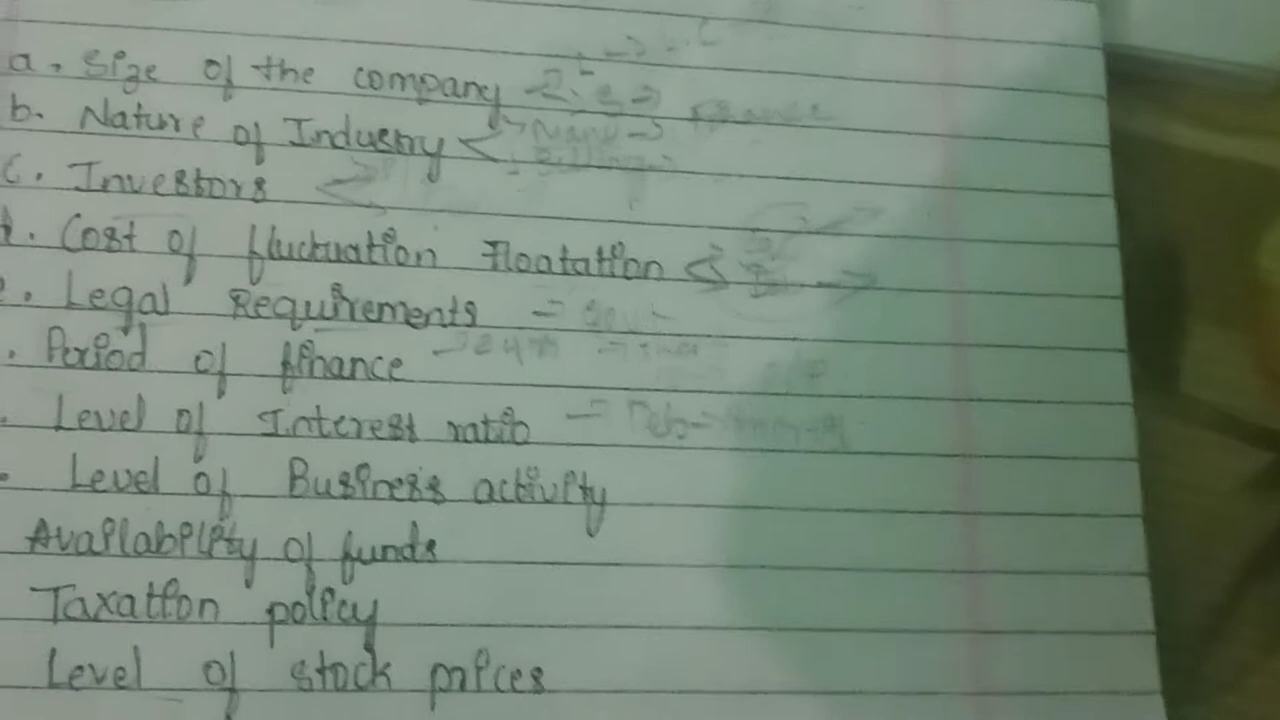 a. Size of the company
b. Nature of Industry <
c. Investors <
. Cost of fluctuation Floatation <
. Legal Requirements =
. Period of finance
. Level of Interest ratio
. Level of Business activity
Availability of funds
Taxation policy
Level of stock prices